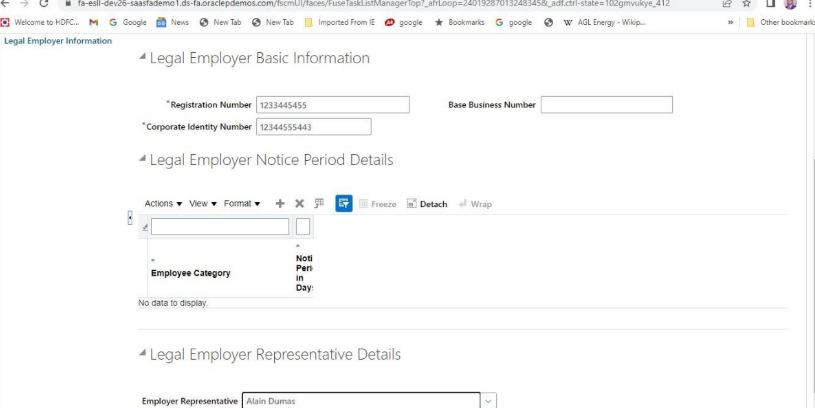 fa-esll-dev26-saasfademo1.ds-fa.oraclepdemos.com/fscmUI/faces/FuseTaskListManagerTop?_afrLoop=24019287013248345&_adf.ctrl-state=102gmvukye_412
Welcome to HDFC... Google News New Tab New Tab Imported From IE google Bookmarks google AGL Energy - Wikip... » Other bookmark
Legal Employer Information
Legal Employer Basic Information
*Registration Number 1233445455 Base Business Number
*Corporate Identity Number 12344555443
Legal Employer Notice Period Details
Actions ▼ View ▼ Format ▼ Freeze Detach Wrap
Employee Category
Noti
Peri
in
Day
No data to display.
Legal Employer Representative Details
Employer Representative Alain Dumas